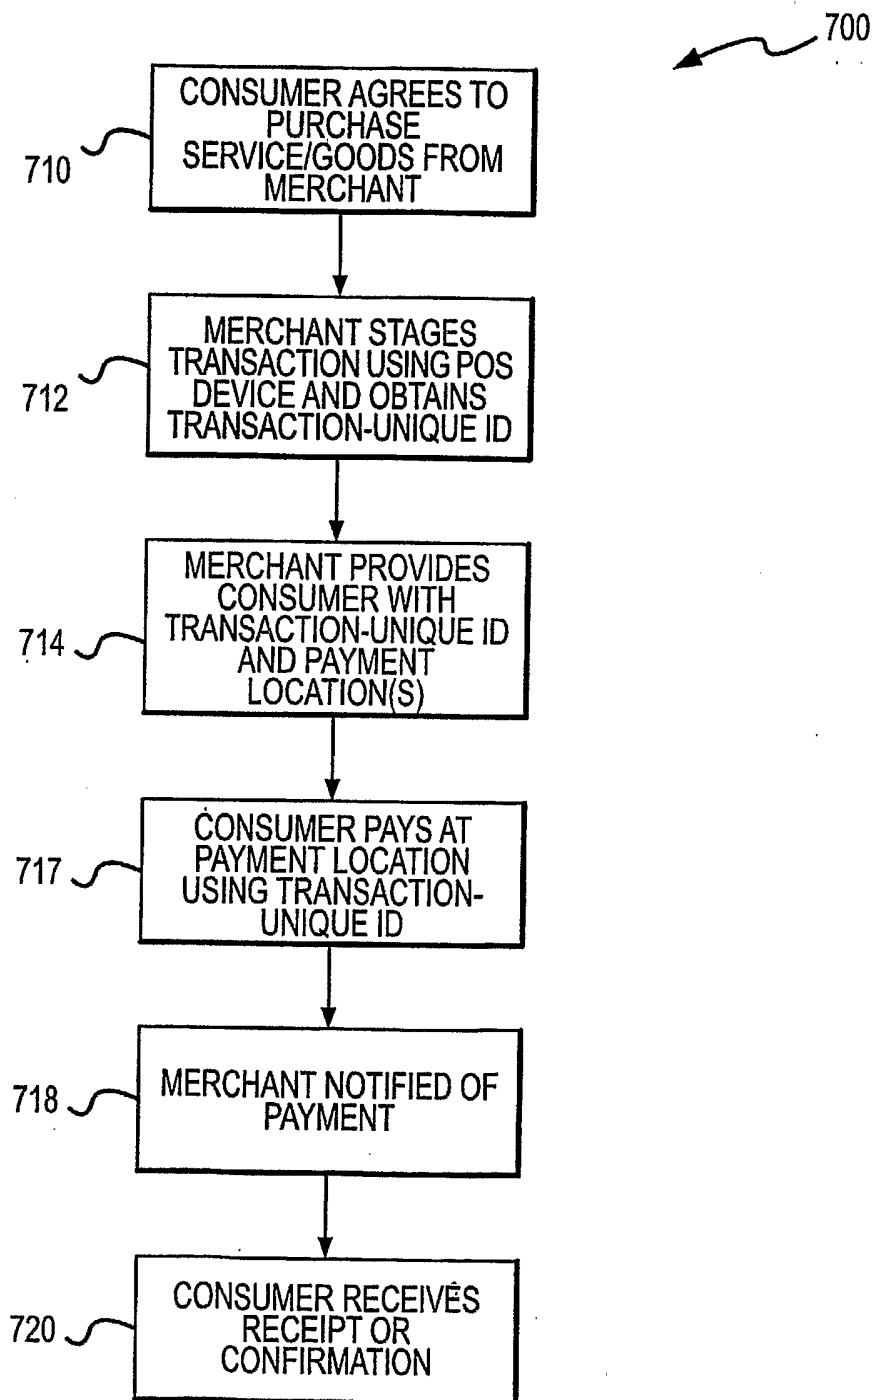 700
CONSUMER AGREES TO
PURCHASE
SERVICE/GOODS FROM
MERCHANT
710
MERCHANT STAGES
TRANSACTION USING POS
DEVICE AND OBTAINS
TRANSACTION-UNIQUE ID
712
MERCHANT PROVIDES
CONSUMER WITH
TRANSACTION-UNIQUE ID
AND PAYMENT
LOCATION(S)
714
CONSUMER PAYS AT
PAYMENT LOCATION
USING TRANSACTION-
UNIQUE ID
717
MERCHANT NOTIFIED OF
PAYMENT
718
CONSUMER RECEIVES
RECEIPT OR
CONFIRMATION
720